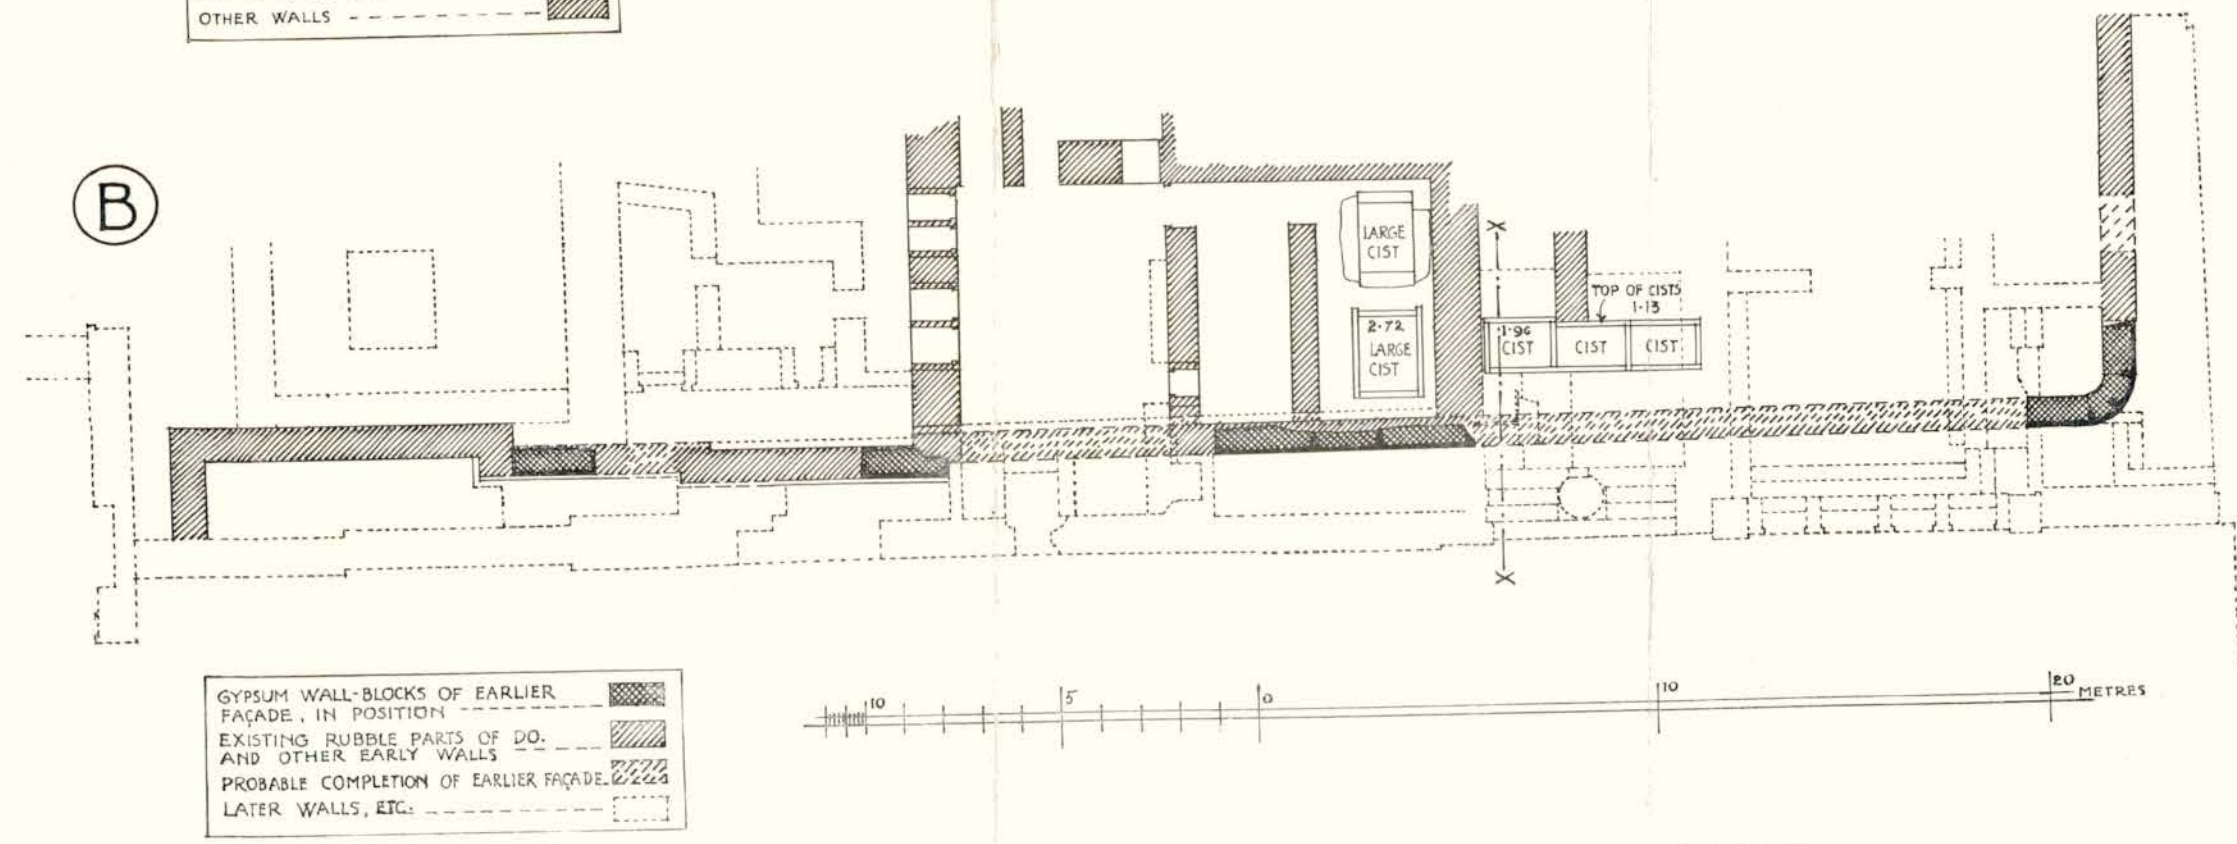 OTHER WALLS
B
X
LARGE
CIST
TOP OF CISTS
1·13
2·72
LARGE
CIST
1·96
CIST
CIST
CIST
X
GYPSUM WALL-BLOCKS OF EARLIER
FAÇADE, IN POSITION
EXISTING RUBBLE PARTS OF DO.
AND OTHER EARLY WALLS
PROBABLE COMPLETION OF EARLIER FAÇADE
LATER WALLS, ETC.
10 5 0 10 20 METRES